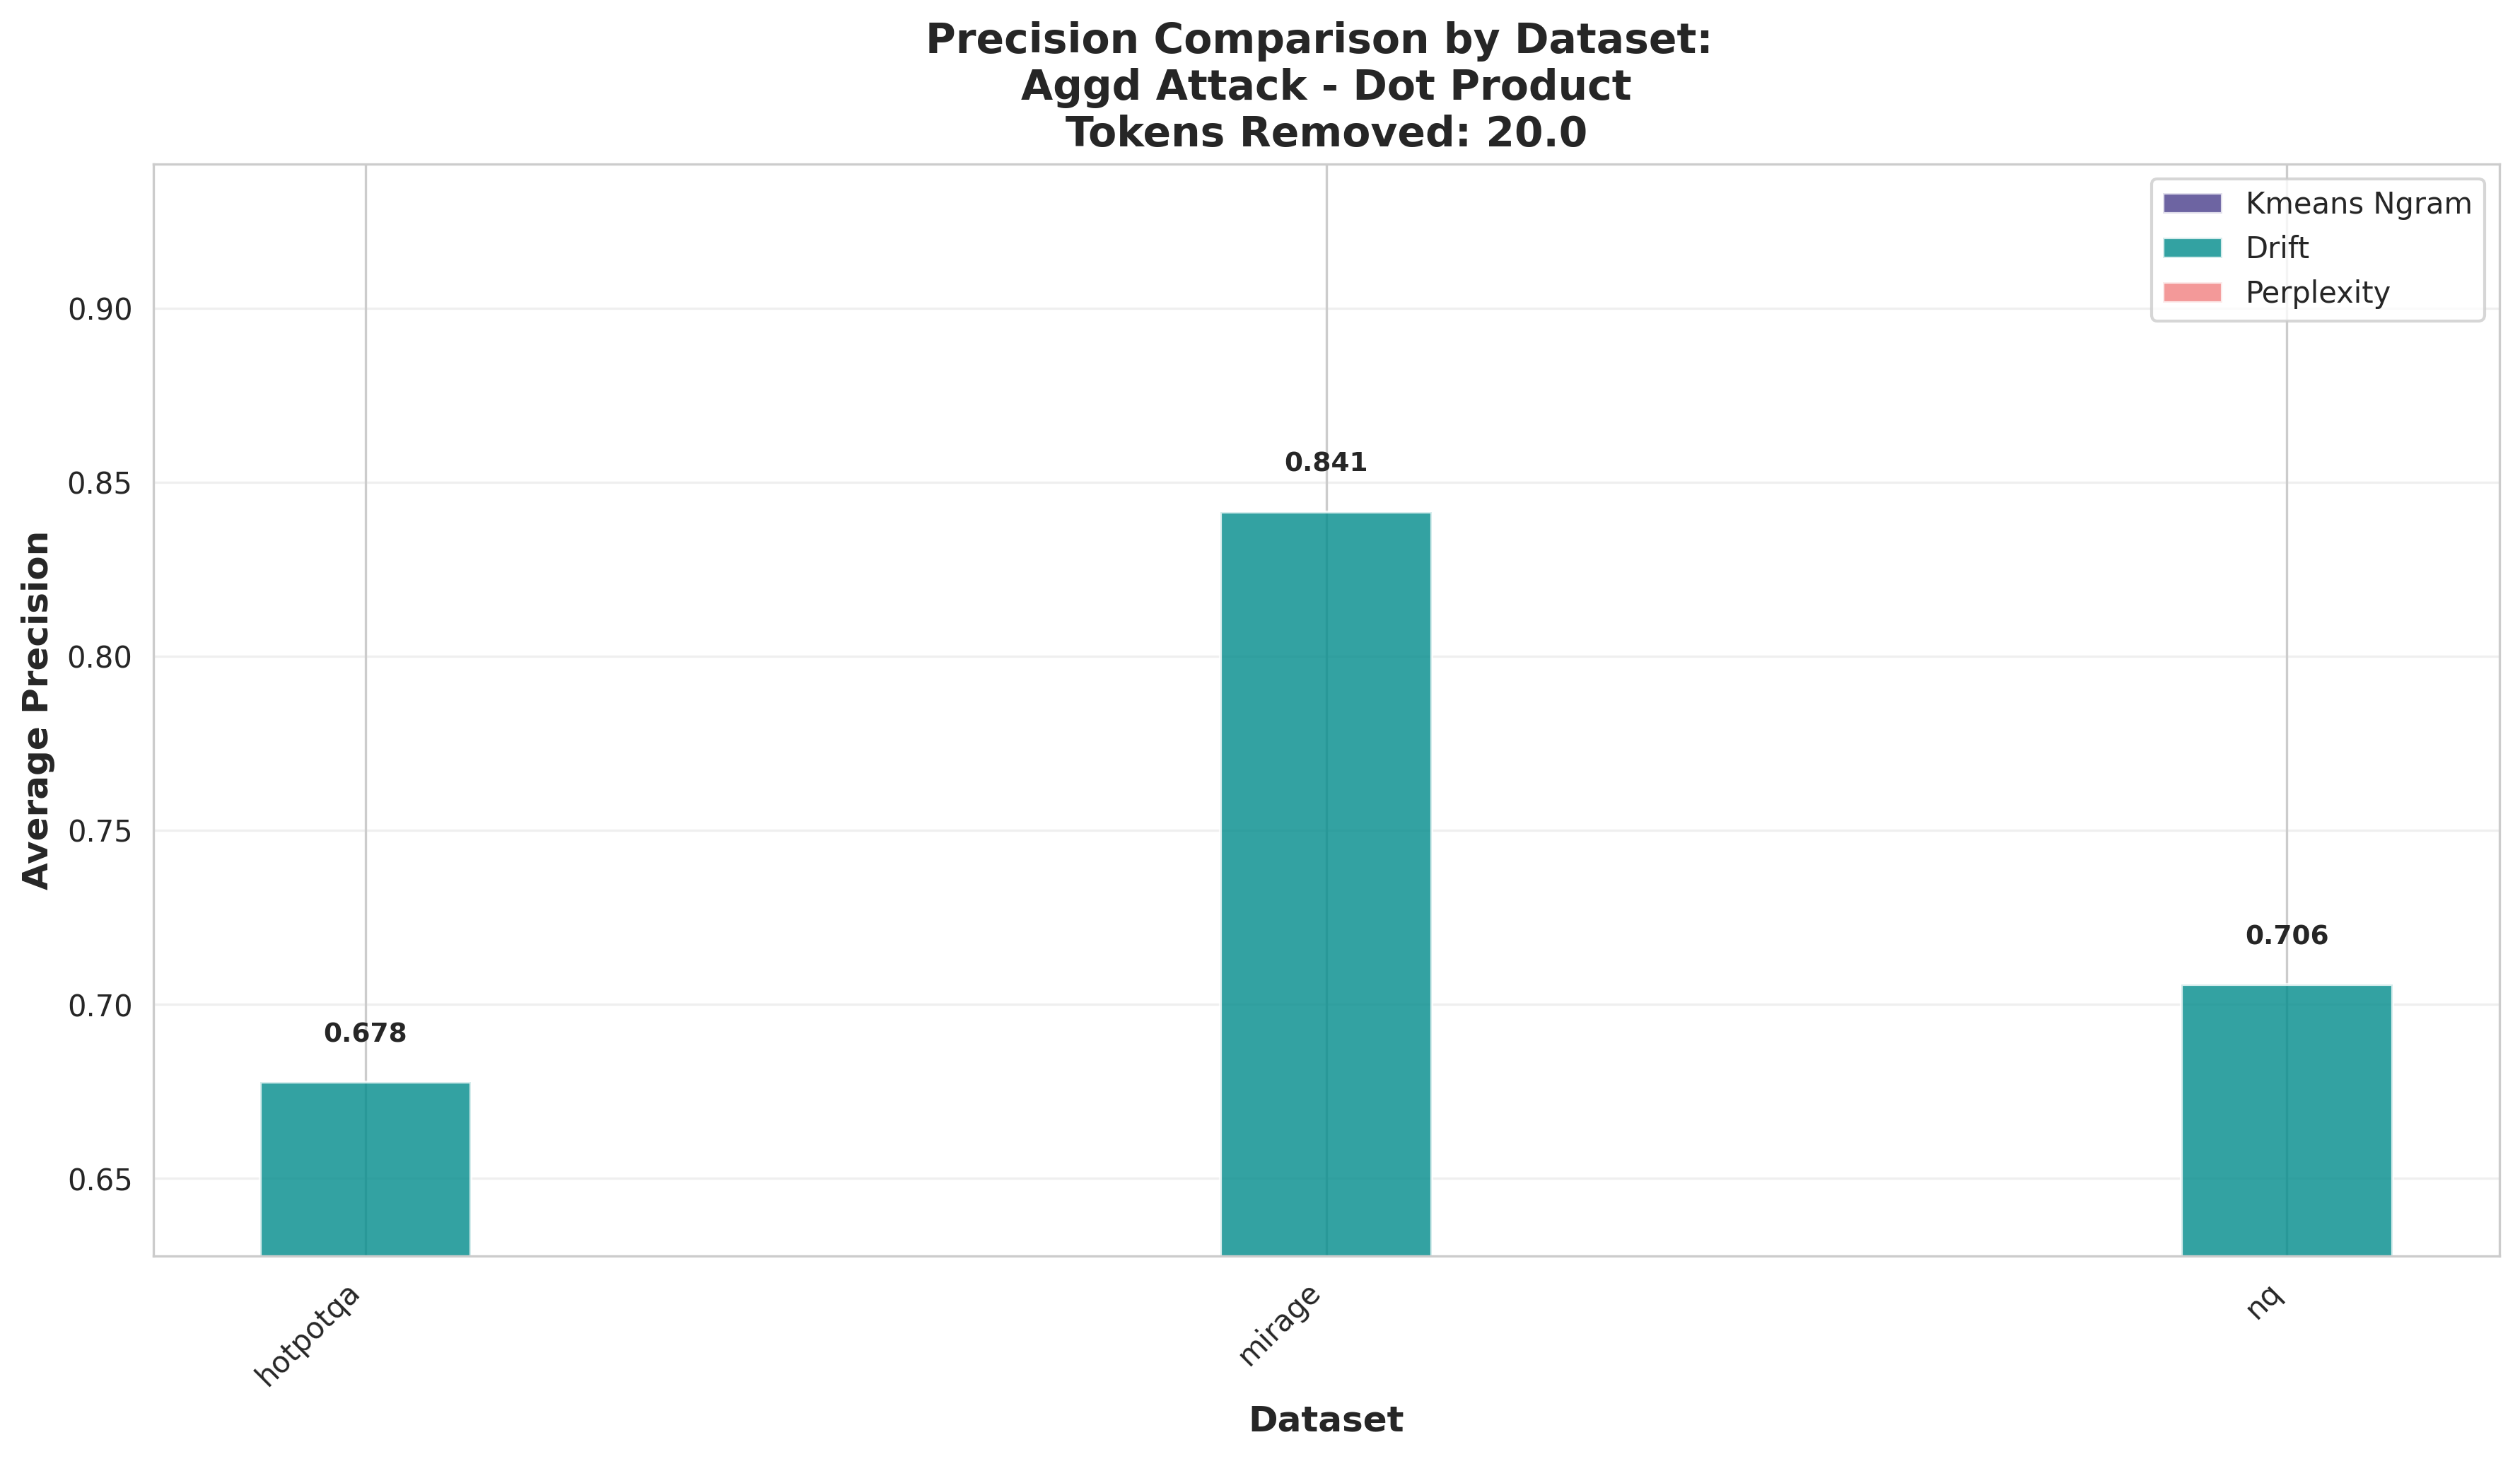 Precision Comparison by Dataset:
Aggd Attack - Dot Product
Tokens Removed: 20.0
Kmeans Ngram
Drift
Perplexity
Average Precision
0.90
0.85
0.80
0.75
0.70
0.65
0.678
0.841
0.706
hotpotqa
mirage
nq
Dataset